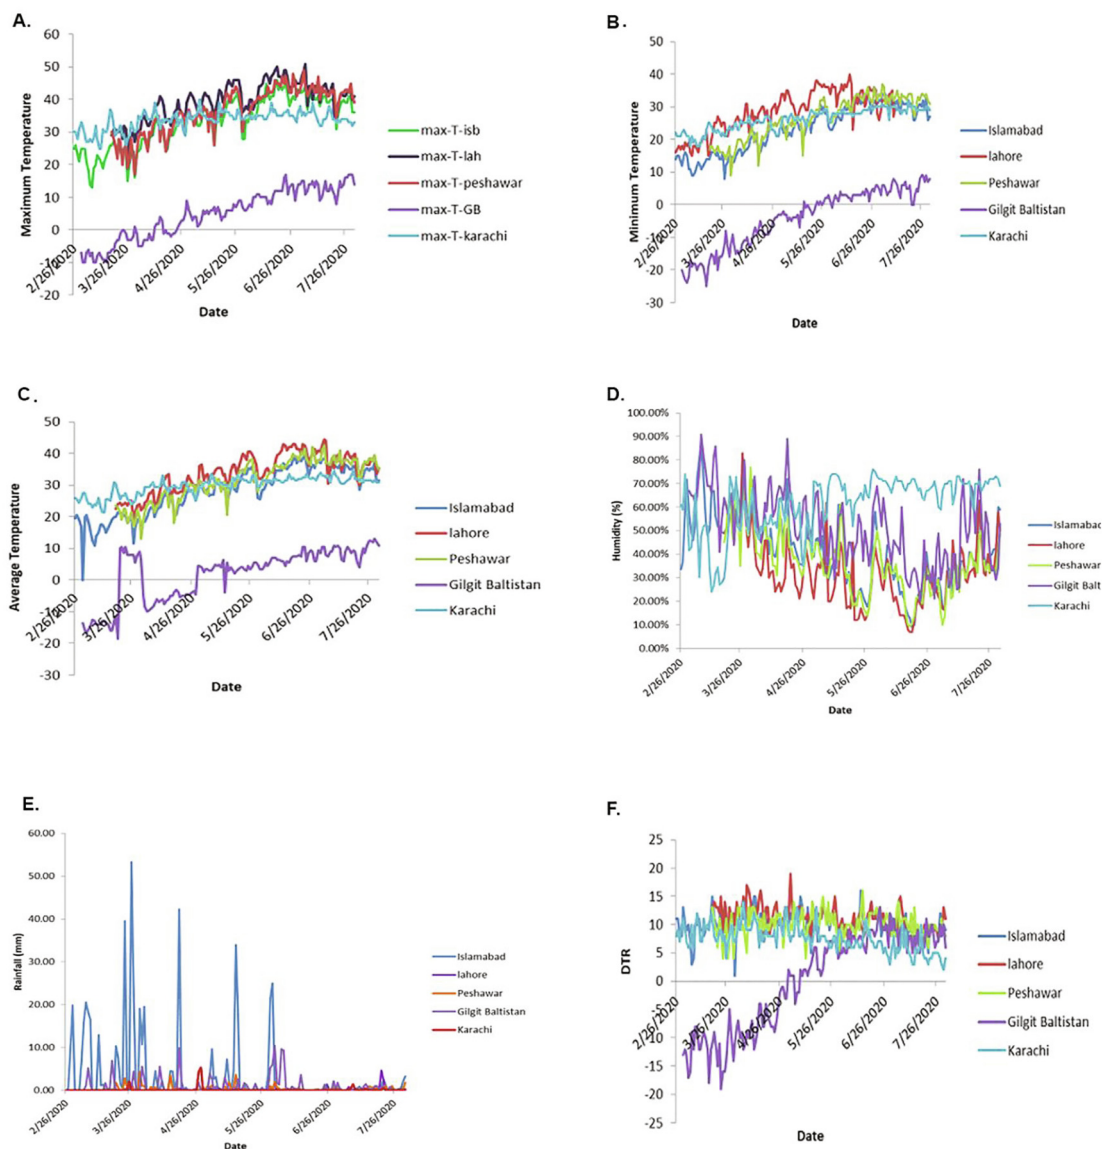 A.
60
50
40
30
20
10
0
-10
-20
Maximum Temperature
2/26/2020
3/26/2020
4/26/2020
5/26/2020
6/26/2020
7/26/2020
Date
max-T-isb
max-T-lah
max-T-peshawar
max-T-GB
max-T-karachi
B.
50
40
30
20
10
0
-10
-20
-30
Minimum Temperature
2/26/2020
3/26/2020
4/26/2020
5/26/2020
6/26/2020
7/26/2020
Date
Islamabad
lahore
Peshawar
Gilgit Baltistan
Karachi
C.
50
40
30
20
10
0
-10
-20
-30
Average Temperature
2/26/2020
3/26/2020
4/26/2020
5/26/2020
6/26/2020
7/26/2020
Date
Islamabad
lahore
Peshawar
Gilgit Baltistan
Karachi
D.
100.00%
90.00%
80.00%
70.00%
60.00%
50.00%
40.00%
30.00%
20.00%
10.00%
0.00%
Humidity (%)
2/26/2020
3/26/2020
4/26/2020
5/26/2020
6/26/2020
7/26/2020
Date
Islamabad
lahore
Peshawar
Gilgit Balt
Karachi
E.
60.00
50.00
40.00
30.00
20.00
10.00
0.00
Rainfall (mm)
2/26/2020
3/26/2020
4/26/2020
5/26/2020
6/26/2020
7/26/2020
Date
Islamabad
lahore
Peshawar
Gilgit Baltistan
Karachi
F.
25
20
15
10
5
0
-10
-15
-20
-25
DTR
2/26/2020
3/26/2020
4/26/2020
5/26/2020
6/26/2020
7/26/2020
Date
Islamabad
lahore
Peshawar
Gilgit Baltistan
Karachi